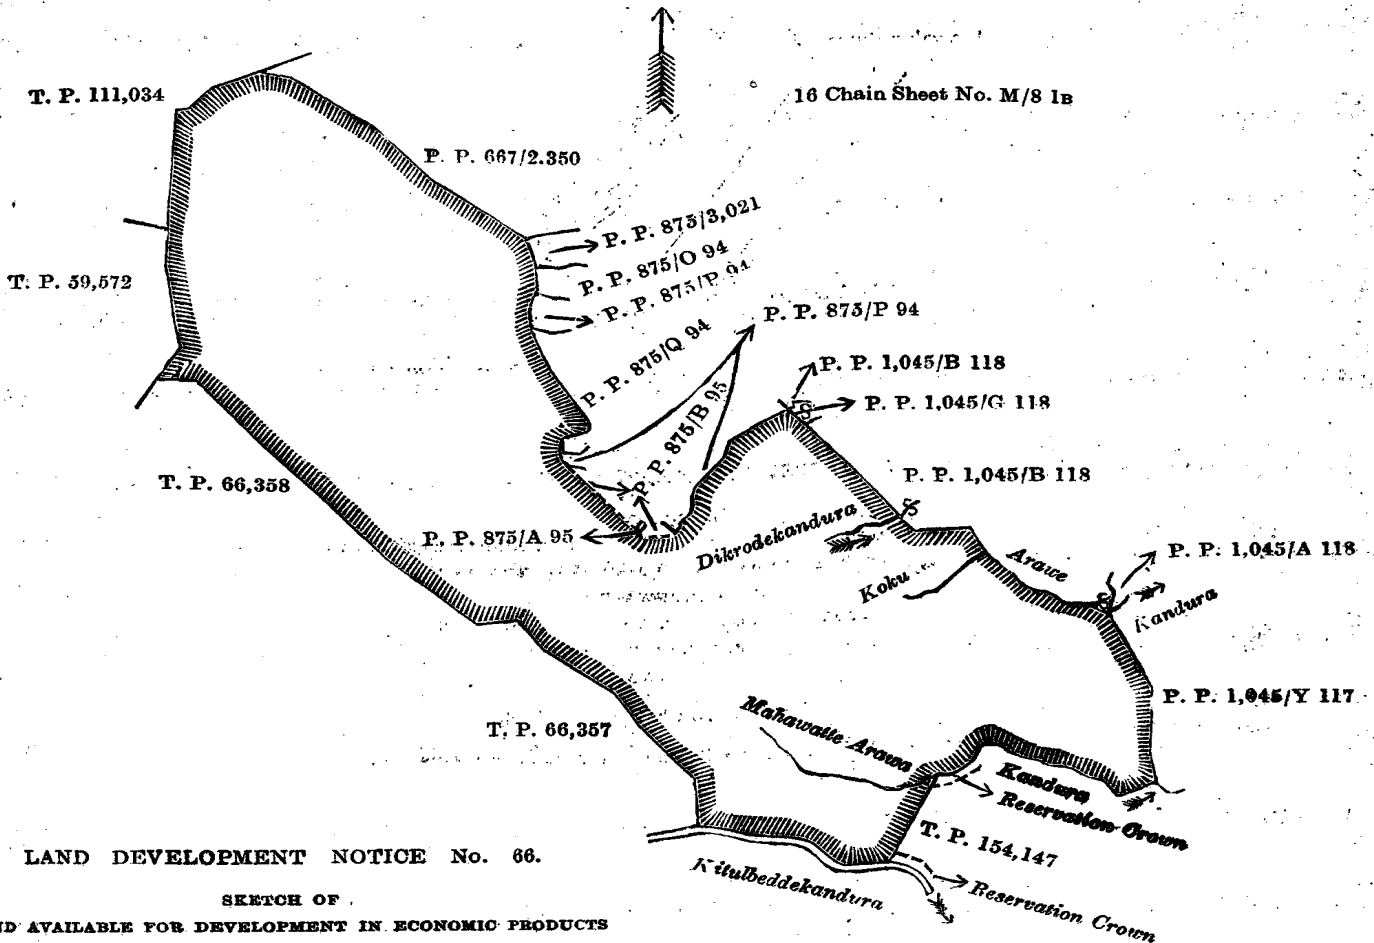 T. P. 111,034
16 Chain Sheet No. M/8 IB
P. P. 667/2.350
P. P. 875/3,021
P. P. 875/O 94
P. P. 875/P 94
T. P. 59,572
P. P. 875/P 94
P. P. 875/Q 94
P. P. 875/B 95
P. P. 1,045/B 118
P. P. 1,045/G 118
P. P. 1,045/B 118
T. P. 66,358
P. P. 875/A 95
Dikrodekandura
Koku
Arawe
P. P. 1,045/A 118
Kandura
P. P. 1,045/Y 117
T. P. 66,357
Mahawatte Arawa
Kandura
Reservation Crown
T. P. 154,147
Kitulbeddekandura
Reservation Crown
LAND DEVELOPMENT NOTICE No. 66.
SKETCH OF
AVAILABLE FOR DEVELOPMENT IN ECONOMIC PRODUCTS